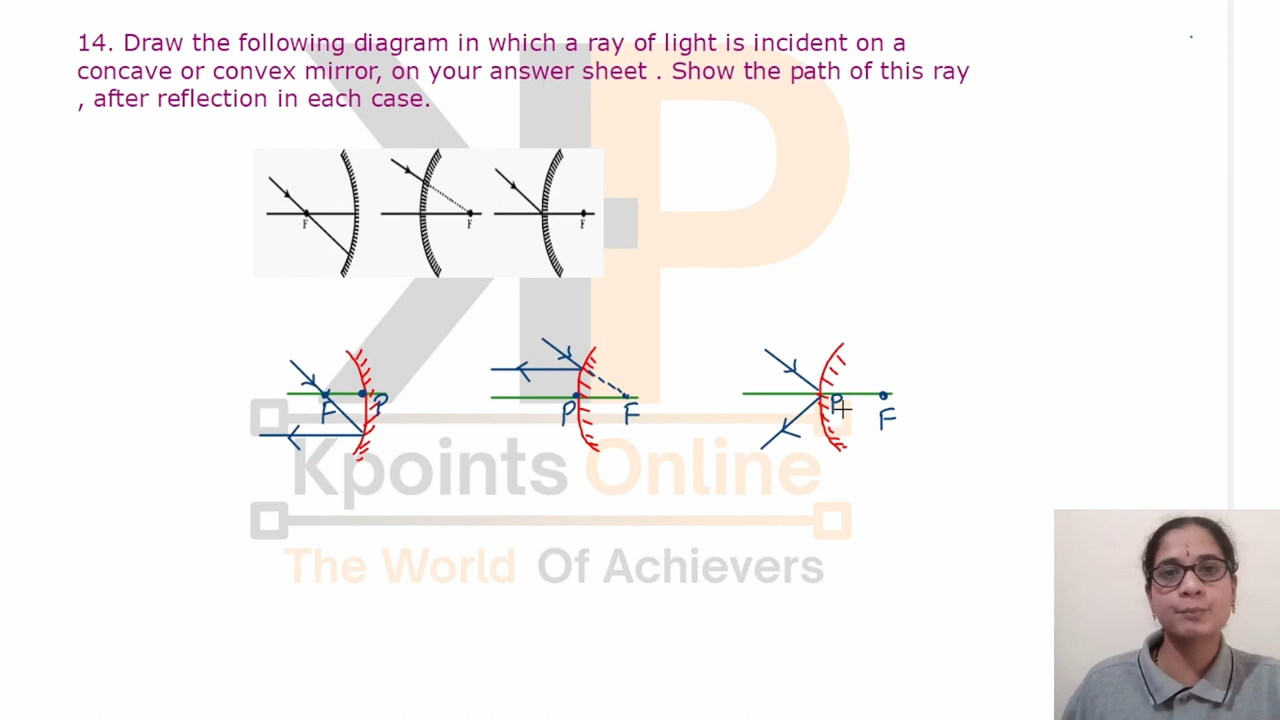 14. Draw the following diagram in which a ray of light is incident on a
concave or convex mirror, on your answer sheet . Show the path of this ray
, after reflection in each case.
F F F
F P P F P F
Kpoints Online
The World Of Achievers